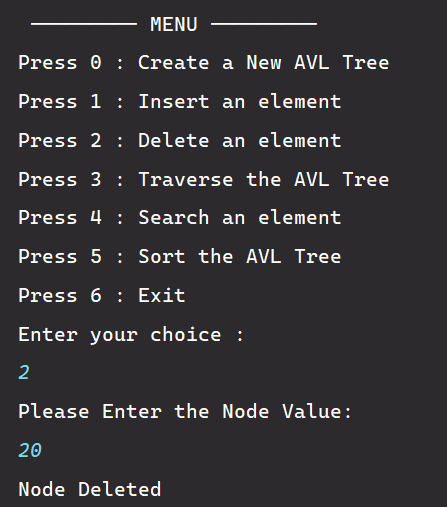 ————————— MENU —————————
Press 0 : Create a New AVL Tree
Press 1 : Insert an element
Press 2 : Delete an element
Press 3 : Traverse the AVL Tree
Press 4 : Search an element
Press 5 : Sort the AVL Tree
Press 6 : Exit
Enter your choice :
2
Please Enter the Node Value:
20
Node Deleted